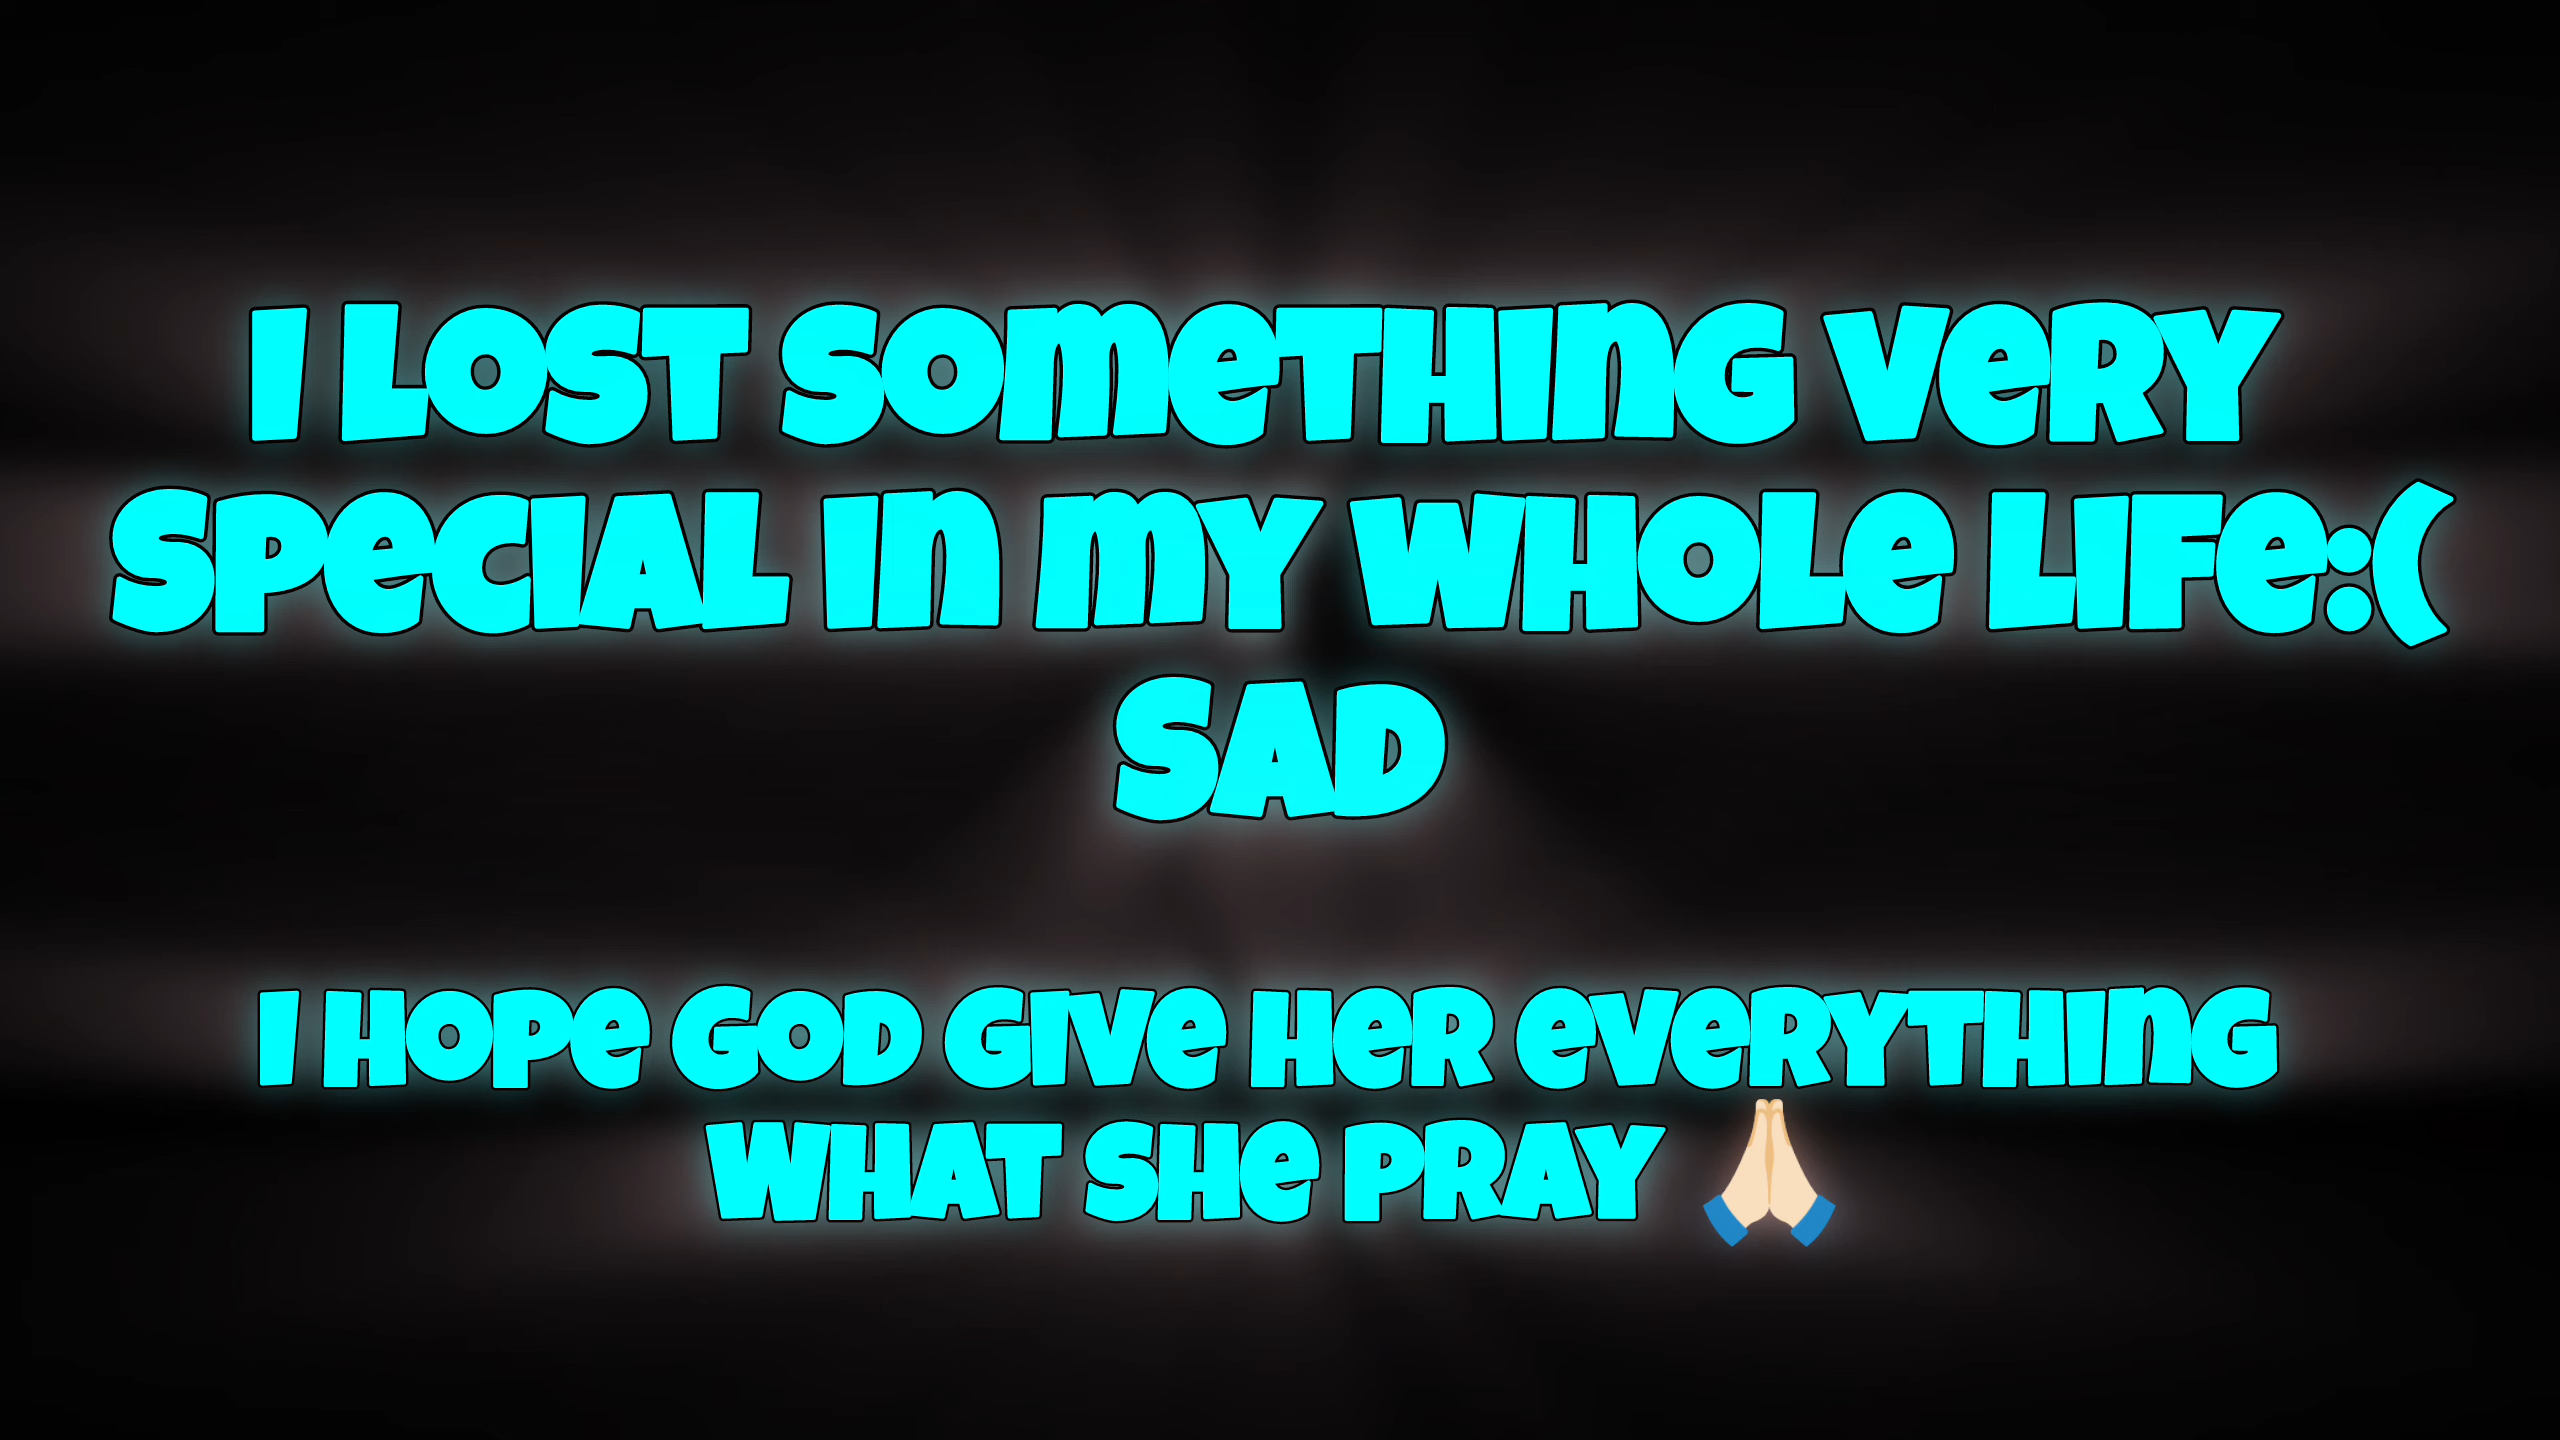 I LOST SOMETHING VERY
SPECIAL IN MY WHOLE LIFE:(
SAD
I HOPE GOD GIVE HER EVERYTHING
WHAT SHE PRAY 🙏🏻